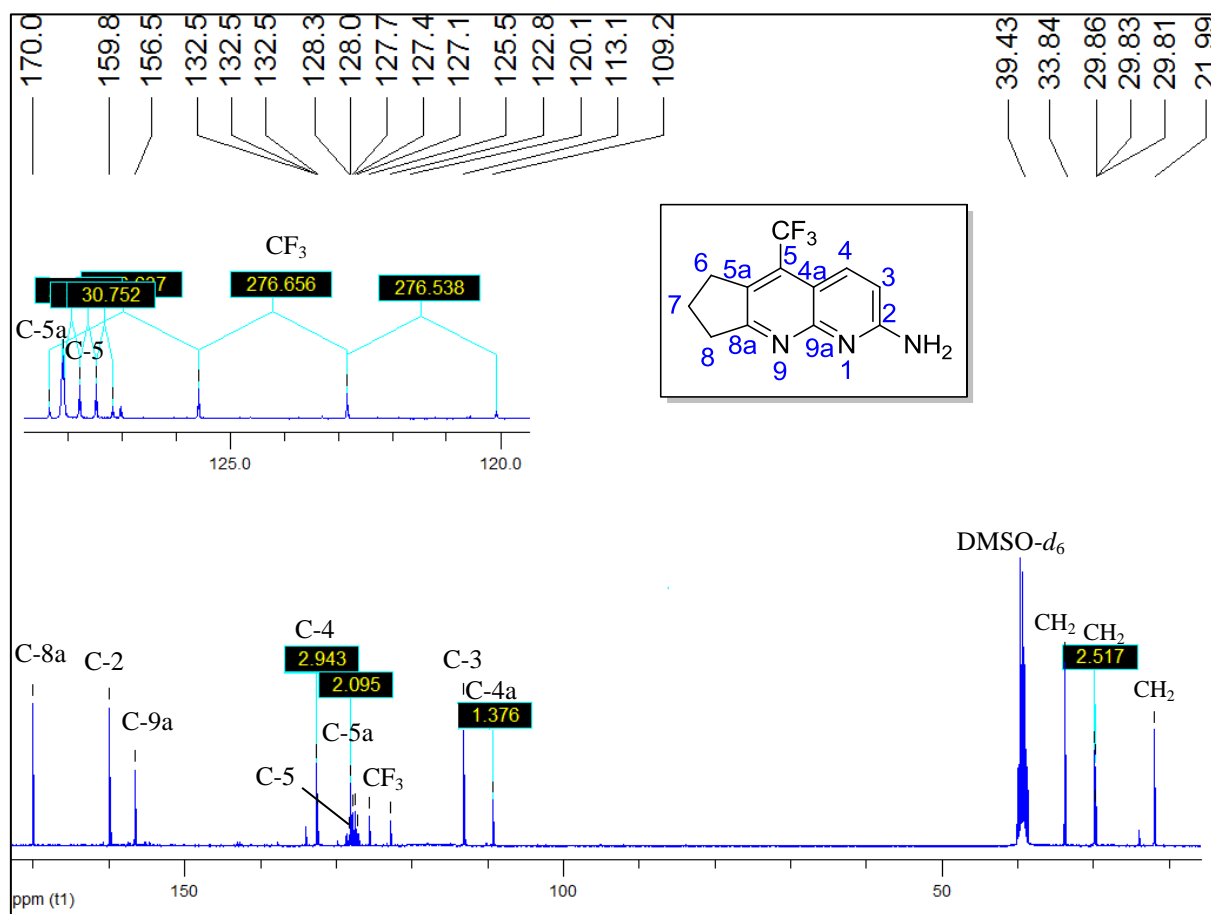 170.0 159.8 156.5 132.5 132.5 132.5 128.3 128.0 127.7 127.4 127.1 125.5 122.8 120.1 113.1 109.2 39.43 33.84 29.86 29.83 29.81 21.99
CF3
30.752 276.656 276.538
C-5a
C-5
125.0 120.0
CF3
6 5a 5 4a 4 3
7 2
8 8a N 9a N NH2
9 1
DMSO-d6
C-8a C-2 C-9a C-4 C-3 CH2 CH2 CH2
2.943 2.517
2.095 C-4a
C-5a 1.376
C-5 CF3
150 100 50
ppm (t1)